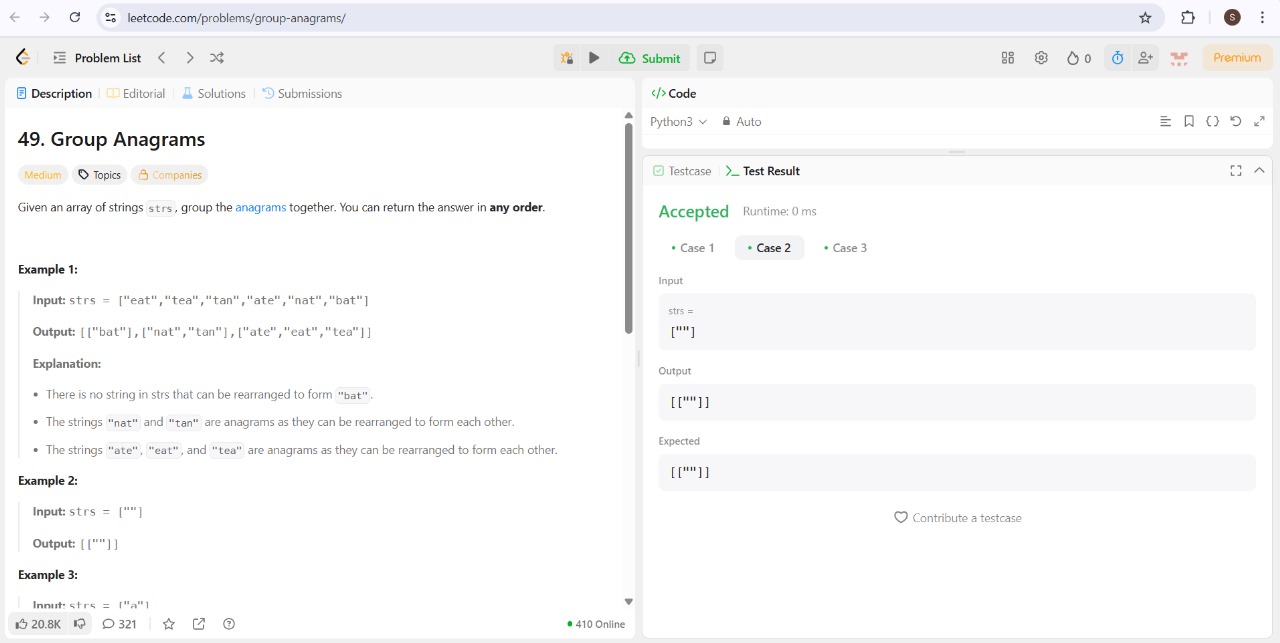 leetcode.com/problems/group-anagrams/
S
Problem List
Submit
0
Premium
Description
Editorial
Solutions
Submissions
49. Group Anagrams
Medium
Topics
Companies
Given an array of strings strs, group the anagrams together. You can return the answer in any order.
Example 1:
Input: strs = ["eat","tea","tan","ate","nat","bat"]
Output: [["bat"],["nat","tan"],["ate","eat","tea"]]
Explanation:
• There is no string in strs that can be rearranged to form "bat".
• The strings "nat" and "tan" are anagrams as they can be rearranged to form each other.
• The strings "ate", "eat", and "tea" are anagrams as they can be rearranged to form each other.
Example 2:
Input: strs = [""]
Output: [[""]]
Example 3:
Input: strs = ["a"]
20.8K
321
410 Online
</> Code
Python3
Auto
Testcase
Test Result
Accepted
Runtime: 0 ms
• Case 1
• Case 2
• Case 3
Input
strs =
[""]
Output
[[""]]
Expected
[[""]]
Contribute a testcase